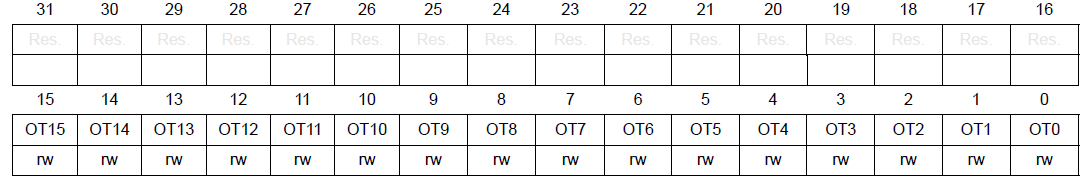 31 30 29 28 27 26 25 24 23 22 21 20 19 18 17 16
Res. Res. Res. Res. Res. Res. Res. Res. Res. Res. Res. Res. Res. Res. Res. Res.
15 14 13 12 11 10 9 8 7 6 5 4 3 2 1 0
OT15 OT14 OT13 OT12 OT11 OT10 OT9 OT8 OT7 OT6 OT5 OT4 OT3 OT2 OT1 OT0
rw rw rw rw rw rw rw rw rw rw rw rw rw rw rw rw